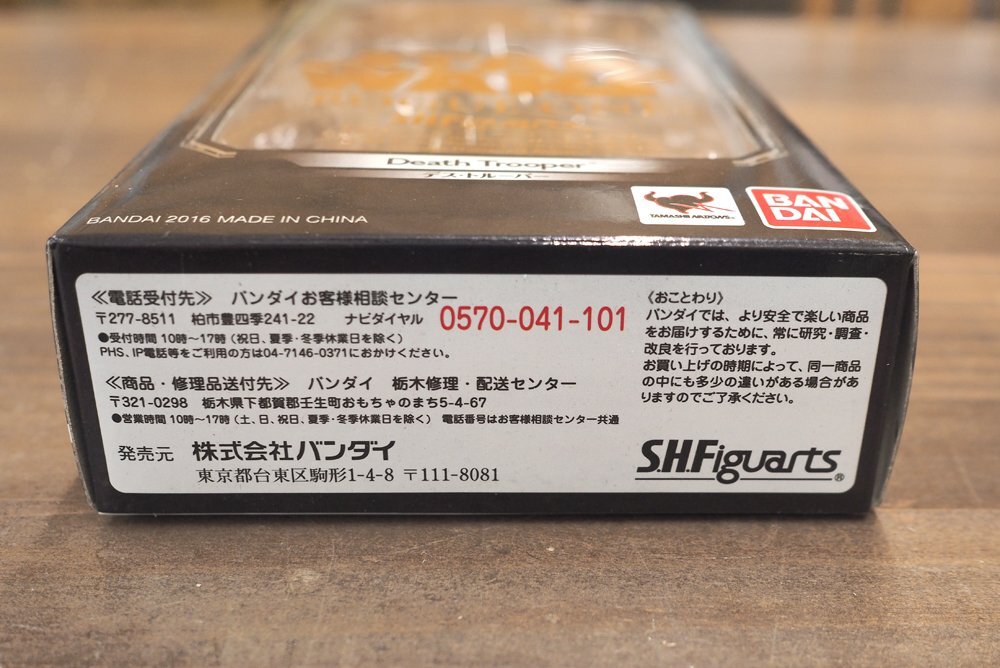 Death Trooper™
デス・トルーパー
BANDAI 2016 MADE IN CHINA
TAMASHII NATIONS™
BAN
DAI
≪電話受付先≫ バンダイお客様相談センター
〒277-8511 柏市豊四季241-22 ナビダイヤル 0570-041-101
●受付時間 10時～17時(祝日、夏季・冬季休業日を除く)
PHS、IP電話等をご利用の方は04-7146-0371におかけください。
≪商品・修理品送付先≫ バンダイ 栃木修理・配送センター
〒321-0298 栃木県下都賀郡壬生町おもちゃのまち5-4-67
●営業時間 10時～17時(土、日、祝日、夏季・冬季休業日を除く) 電話番号はお客様相談センター共通
発売元 株式会社バンダイ
東京都台東区駒形1-4-8 〒111-8081
《おことわり》
バンダイでは、より安全で楽しい商品
をお届けするために、常に研究・調査・
改良を行っております。
お買い上げの時期によって、同一商品
の中にも多少の違いがある場合があ
りますのでご了承ください。
S.H.Figuarts®